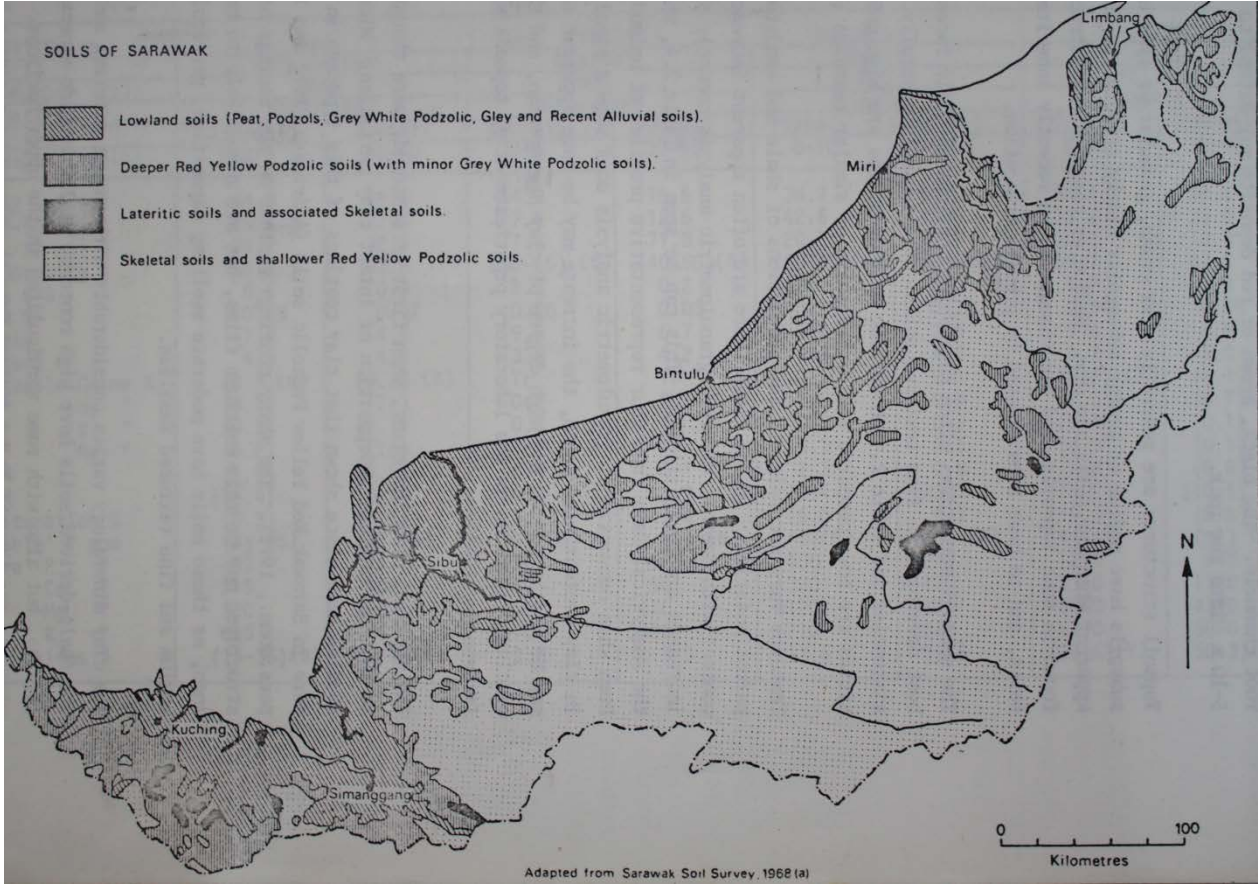 SOILS OF SARAWAK
Lowland soils (Peat, Podzols, Grey White Podzolic, Gley and Recent Alluvial soils).
Deeper Red Yellow Podzolic soils (with minor Grey White Podzolic soils).
Lateritic soils and associated Skeletal soils.
Skeletal soils and shallower Red Yellow Podzolic soils.
Limbang
Miri
Bintulu
Sibu
Kuching
Simanggang
N
0 100
Kilometres
Adapted from Sarawak Soil Survey, 1968 (a)